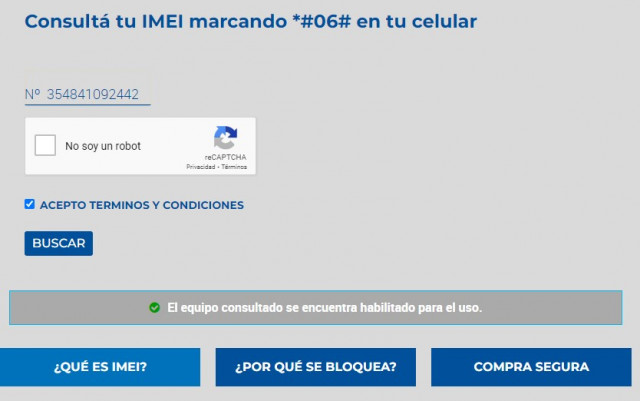 Consultá tu IMEI marcando *#06# en tu celular
Nº 354841092442
No soy un robot
reCAPTCHA
Privacidad - Términos
ACEPTO TERMINOS Y CONDICIONES
BUSCAR
El equipo consultado se encuentra habilitado para el uso.
¿QUÉ ES IMEI? ¿POR QUÉ SE BLOQUEA? COMPRA SEGURA